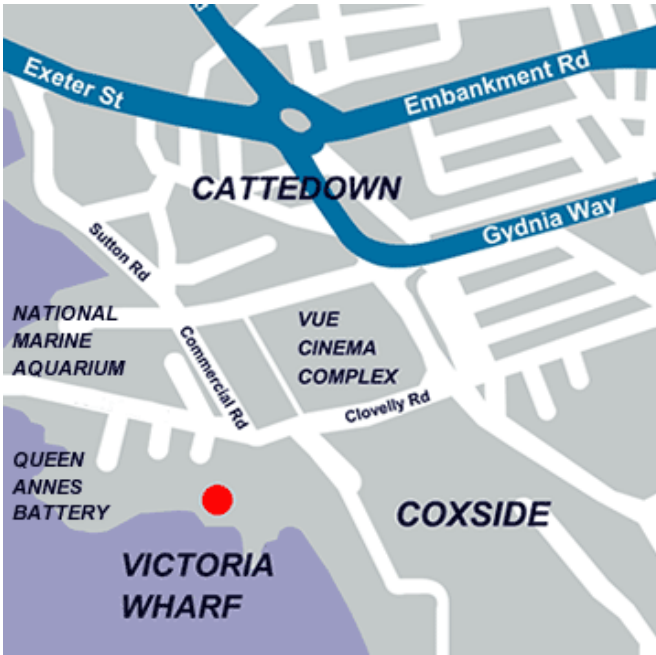 Exeter St
Embankment Rd
CATTEDOWN
Gydnia Way
Sutton Rd
NATIONAL
MARINE
AQUARIUM
Commercial Rd
VUE
CINEMA
COMPLEX
Clovelly Rd
QUEEN
ANNES
BATTERY
COXSIDE
VICTORIA
WHARF